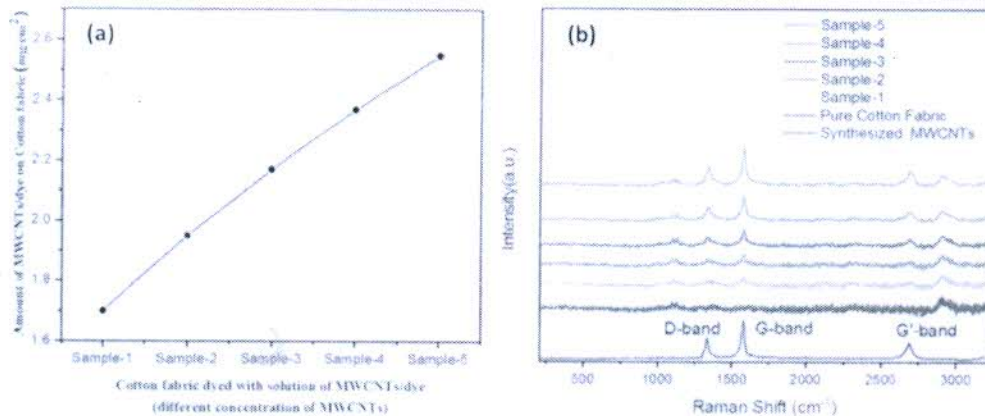 (a)
Amount of MWCNTs/dye on Cotton fabric (mg cm-2)
2.6
2.4
2.2
2.0
1.8
1.6
Sample-1 Sample-2 Sample-3 Sample-4 Sample-5
Cotton fabric dyed with solution of MWCNTs/dye
(different concentration of MWCNTs)
(b)
Sample-5
Sample-4
Sample-3
Sample-2
Sample-1
Pure Cotton Fabric
Synthesized MWCNTs
Intensity(a.u.)
D-band G-band G'-band
500 1000 1500 2000 2500 3000
Raman Shift (cm-1)